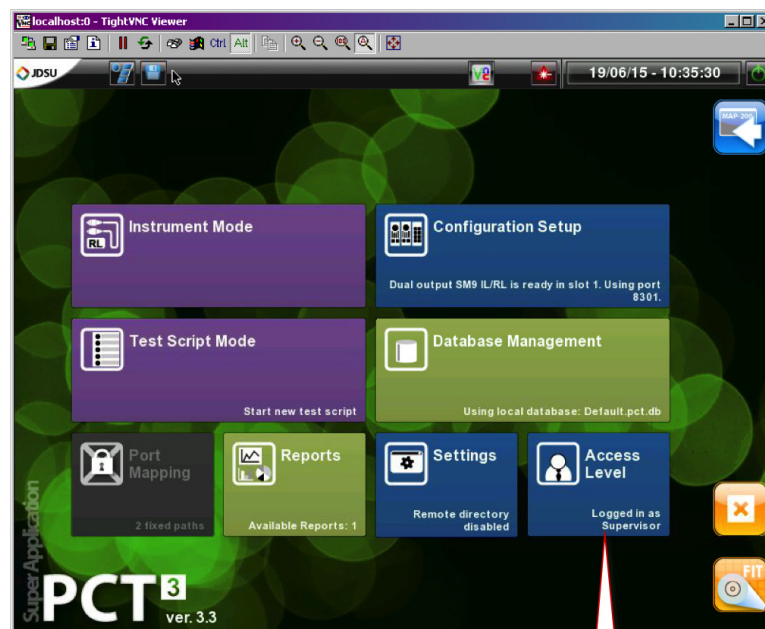 localhost:0 - TightVNC Viewer
Ctrl Alt
JDSU
V2
19/06/15 - 10:35:30
MAP-200
Instrument Mode
RL
Configuration Setup
Dual output SM9 IL/RL is ready in slot 1. Using port
8301.
Test Script Mode
Start new test script
Database Management
Using local database: Default.pct.db
Port
Mapping
2 fixed paths
Reports
Available Reports: 1
Settings
Remote directory
disabled
Access
Level
Logged in as
Supervisor
Super Application
PCT 3
ver. 3.3
FIT